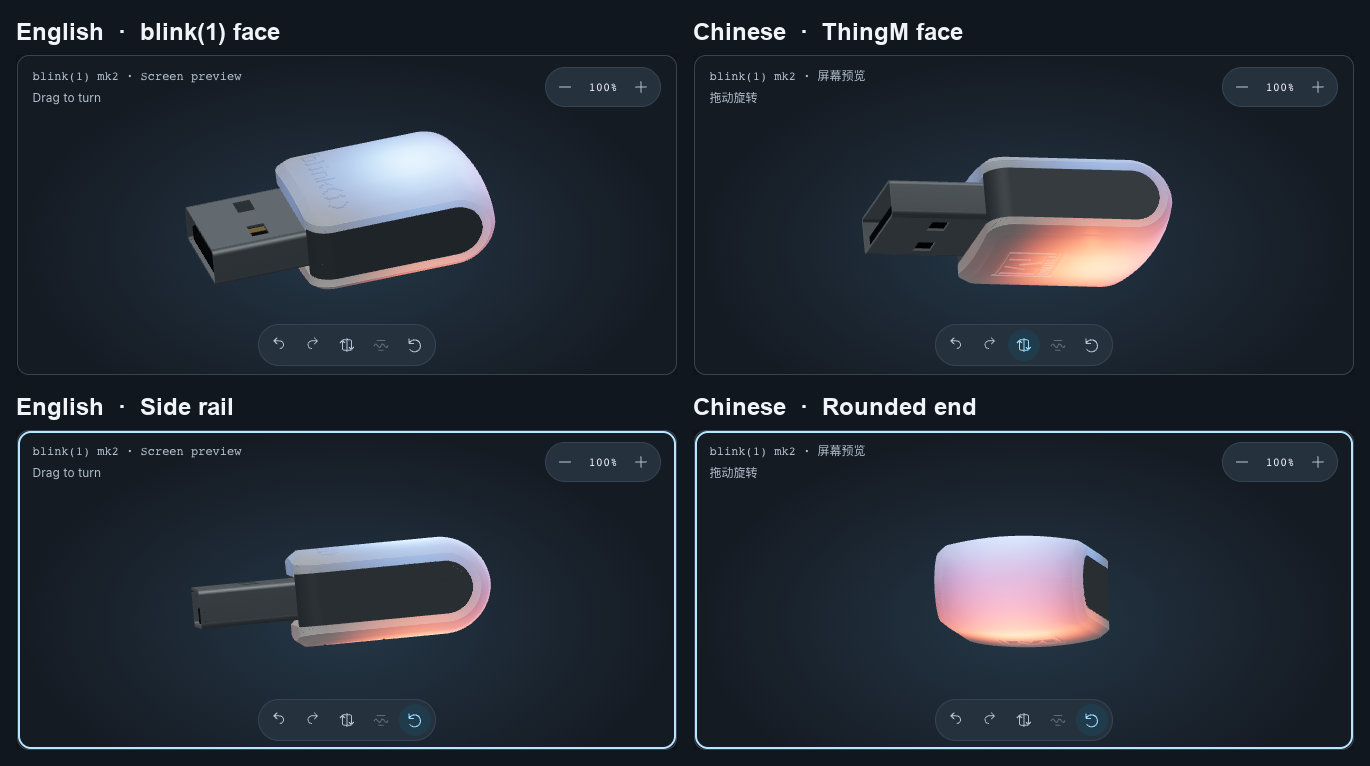 English · blink(1) face
blink(1) mk2 · Screen preview
Drag to turn
100%
blink(1)
Chinese · ThingM face
blink(1) mk2 · 屏幕预览
拖动旋转
100%
English · Side rail
blink(1) mk2 · Screen preview
Drag to turn
100%
Chinese · Rounded end
blink(1) mk2 · 屏幕预览
拖动旋转
100%